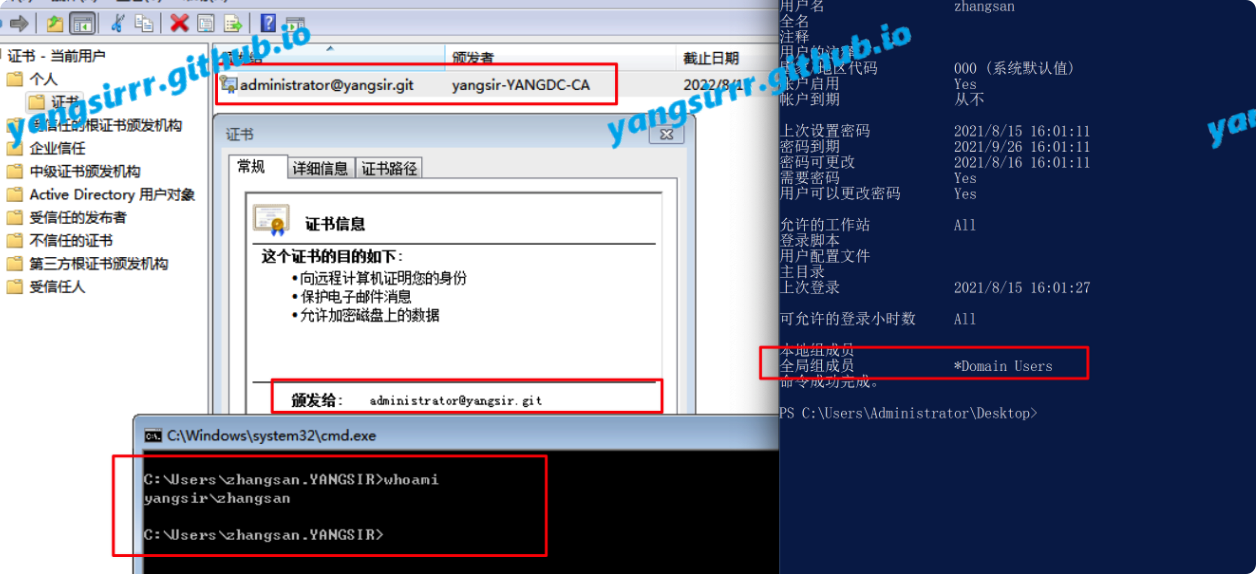 证书 - 当前用户
个人
证书
受信任的根证书颁发机构
企业信任
中级证书颁发机构
Active Directory 用户对象
受信任的发布者
不信任的证书
第三方根证书颁发机构
受信任人
颁发者
截止日期
administrator@yangsir.git
yangsir-YANGDC-CA
证书
常规
详细信息
证书路径
证书信息
这个证书的目的如下:
•向远程计算机证明您的身份
•保护电子邮件消息
•允许加密磁盘上的数据
颁发给: administrator@yangsir.git
C:\Windows\system32\cmd.exe
C:\Users\zhangsan.YANGSIR>whoami
yangsir\zhangsan
C:\Users\zhangsan.YANGSIR>
用户名 zhangsan
全名
注释
000 (系统默认值)
帐户启用 Yes
帐户到期 从不
上次设置密码 2021/8/15 16:01:11
密码到期 2021/9/26 16:01:11
密码可更改 2021/8/16 16:01:11
需要密码 Yes
用户可以更改密码 Yes
允许的工作站 All
登录脚本
用户配置文件
主目录
上次登录 2021/8/15 16:01:27
可允许的登录小时数 All
本地组成员
全局组成员 *Domain Users
命令成功完成。
PS C:\Users\Administrator\Desktop>
yangsirrr.github.io
yangsirrr.github.io